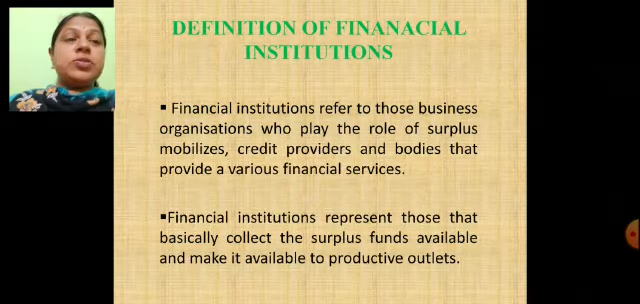 DEFINITION OF FINANACIAL
INSTITUTIONS
▪ Financial institutions refer to those business
organisations who play the role of surplus
mobilizes, credit providers and bodies that
provide a various financial services.
▪Financial institutions represent those that
basically collect the surplus funds available
and make it available to productive outlets.